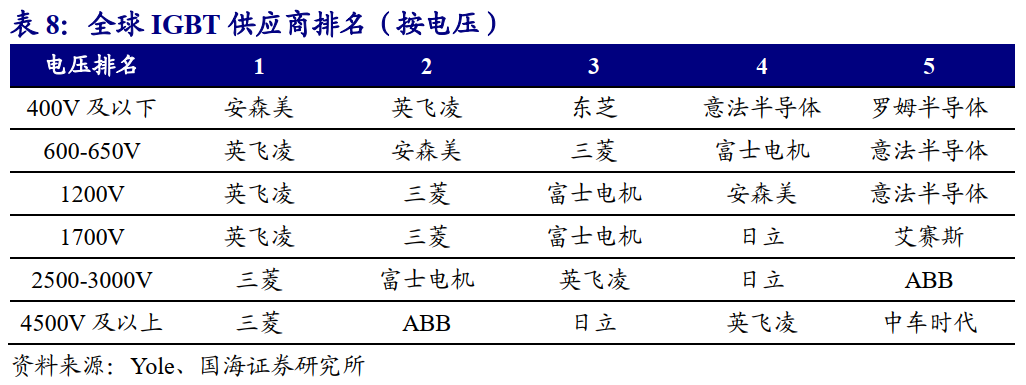 表 8：全球 IGBT 供应商排名（按电压）
电压排名 1 2 3 4 5
400V 及以下 安森美 英飞凌 东芝 意法半导体 罗姆半导体
600-650V 英飞凌 安森美 三菱 富士电机 意法半导体
1200V 英飞凌 三菱 富士电机 安森美 意法半导体
1700V 英飞凌 三菱 富士电机 日立 艾赛斯
2500-3000V 三菱 富士电机 英飞凌 日立 ABB
4500V 及以上 三菱 ABB 日立 英飞凌 中车时代
资料来源：Yole、国海证券研究所